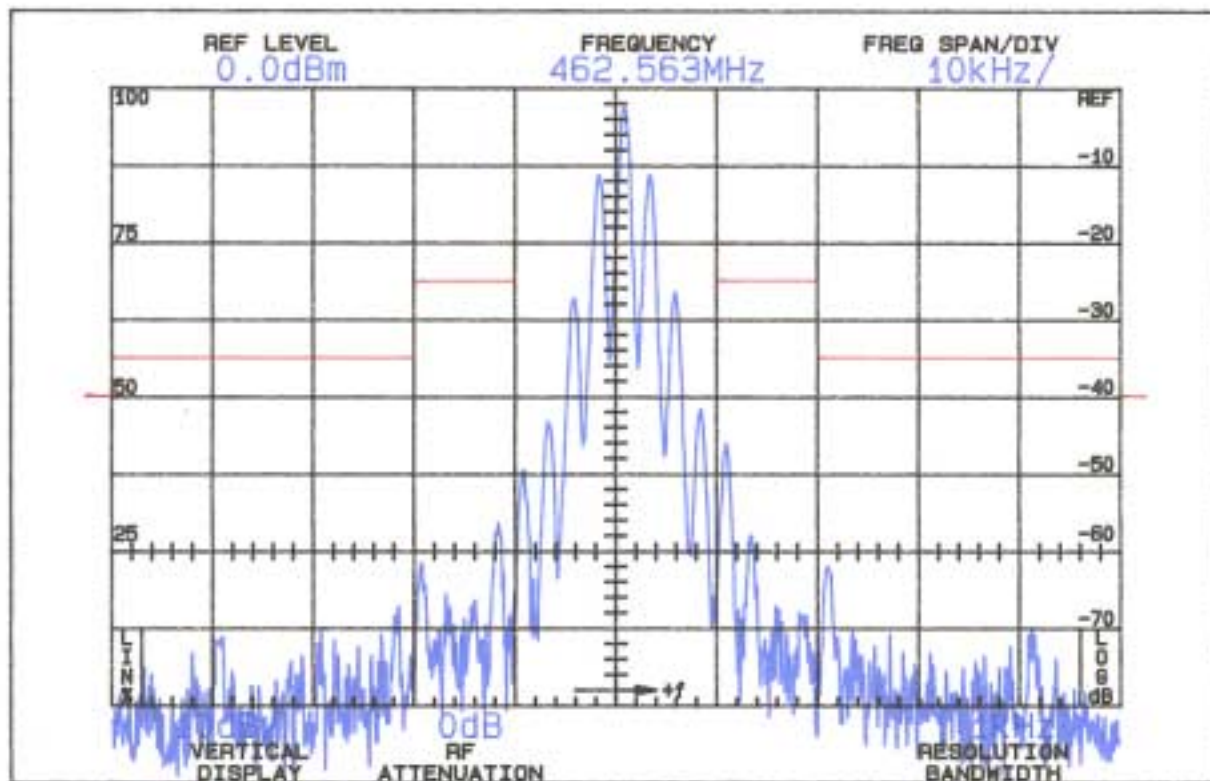 REF LEVEL FREQUENCY FREQ SPAN/DIV
0.0dBm 462.563MHz 10kHz/
100 REF
-10
75 -20
-30
50 -40
-50
25 -60
-70
LIN% LOG dB
+f
0dB
VERTICAL DISPLAY
RF ATTENUATION
RESOLUTION BANDWIDTH